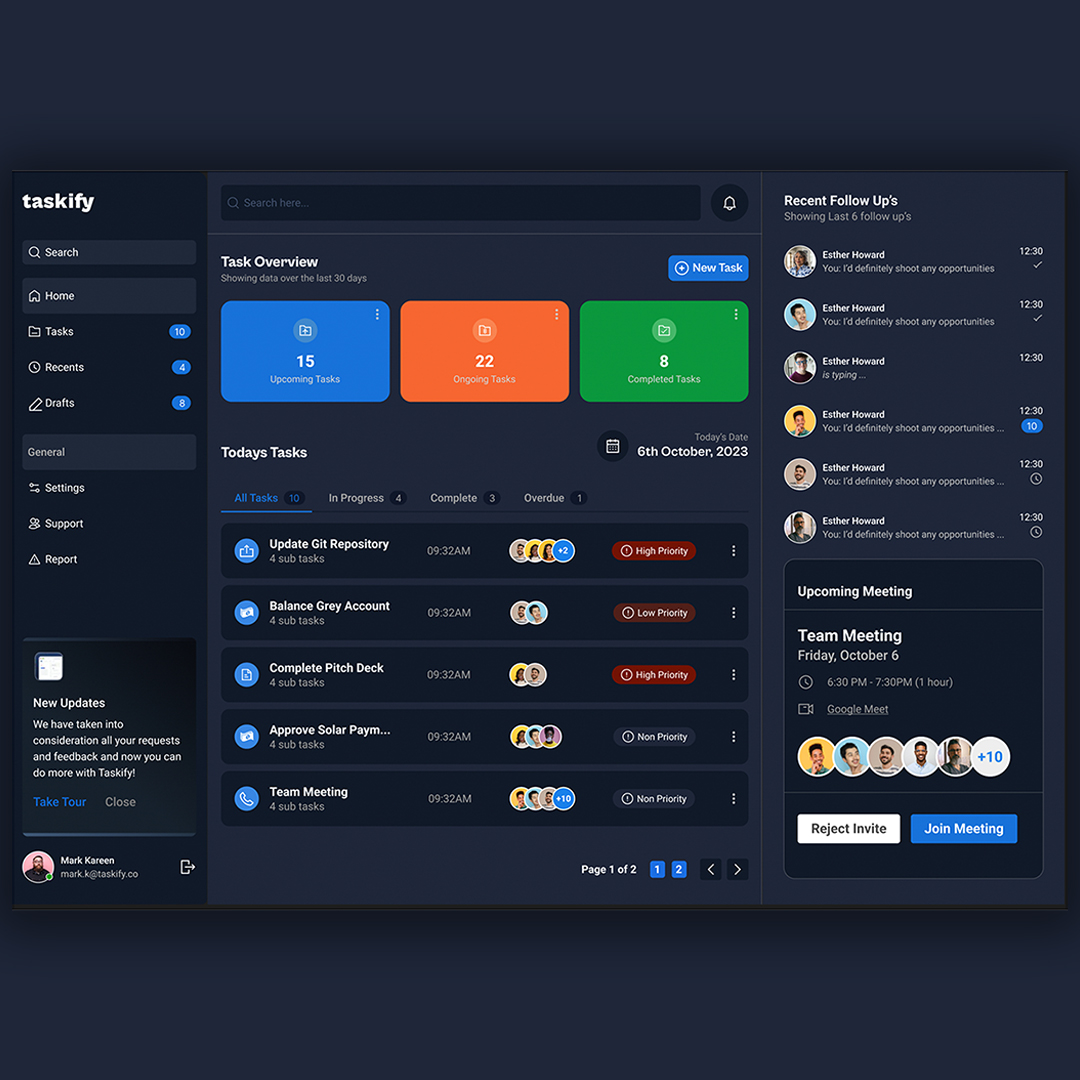 taskify
Search
Home
Tasks 10
Recents 4
Drafts 8
General
Settings
Support
Report
New Updates
We have taken into
consideration all your requests
and feedback and now you can
do more with Taskify!
Take Tour Close
Mark Kareen
mark.k@taskify.co
Search here...
Task Overview
Showing data over the last 30 days
New Task
15
Upcoming Tasks
22
Ongoing Tasks
8
Completed Tasks
Todays Tasks
Today's Date
6th October, 2023
All Tasks 10 In Progress 4 Complete 3 Overdue 1
Update Git Repository
4 sub tasks
09:32AM
+2
High Priority
Balance Grey Account
4 sub tasks
09:32AM
Low Priority
Complete Pitch Deck
4 sub tasks
09:32AM
High Priority
Approve Solar Paym...
4 sub tasks
09:32AM
Non Priority
Team Meeting
4 sub tasks
09:32AM
+10
Non Priority
Page 1 of 2 1 2
Recent Follow Up's
Showing Last 6 follow up's
Esther Howard 12:30
You: I'd definitely shoot any opportunities
Esther Howard 12:30
You: I'd definitely shoot any opportunities
Esther Howard 12:30
is typing ...
Esther Howard 12:30
You: I'd definitely shoot any opportunities ... 10
Esther Howard 12:30
You: I'd definitely shoot any opportunities ...
Esther Howard 12:30
You: I'd definitely shoot any opportunities ...
Upcoming Meeting
Team Meeting
Friday, October 6
6:30 PM - 7:30PM (1 hour)
Google Meet
+10
Reject Invite Join Meeting